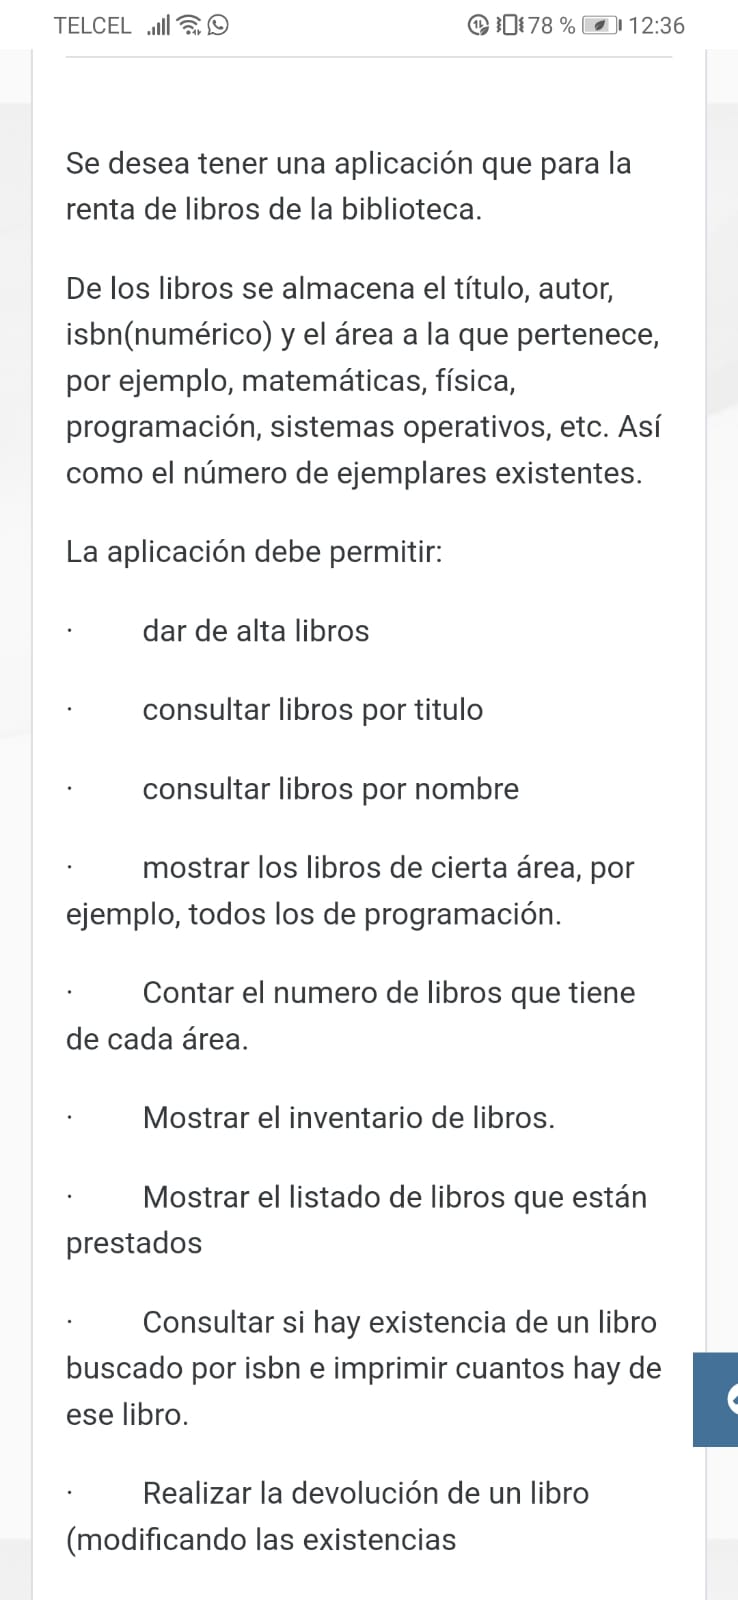 TELCEL 78 % 12:36
Se desea tener una aplicación que para la
renta de libros de la biblioteca.
De los libros se almacena el título, autor,
isbn(numérico) y el área a la que pertenece,
por ejemplo, matemáticas, física,
programación, sistemas operativos, etc. Así
como el número de ejemplares existentes.
La aplicación debe permitir:
· dar de alta libros
· consultar libros por titulo
· consultar libros por nombre
· mostrar los libros de cierta área, por
ejemplo, todos los de programación.
· Contar el numero de libros que tiene
de cada área.
· Mostrar el inventario de libros.
· Mostrar el listado de libros que están
prestados
· Consultar si hay existencia de un libro
buscado por isbn e imprimir cuantos hay de
ese libro.
· Realizar la devolución de un libro
(modificando las existencias